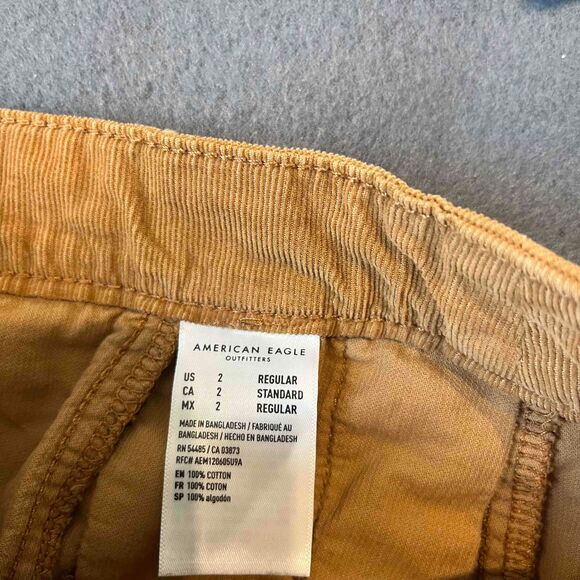 AMERICAN EAGLE
OUTFITTERS
US 2 REGULAR
CA 2 STANDARD
MX 2 REGULAR
MADE IN BANGLADESH / FABRIQUÉ AU
BANGLADESH / HECHO EN BANGLADESH
RN 54485 / CA 03873
RFC# AEM120605U9A
EN 100% COTTON
FR 100% COTON
SP 100% algodón